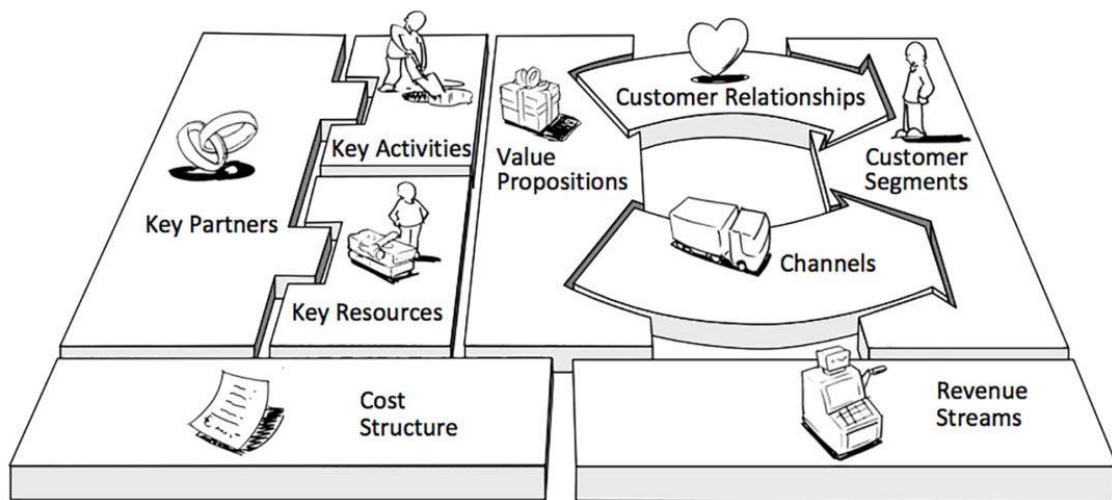 Key Partners
Key Activities
Key Resources
Value
Propositions
Customer Relationships
Channels
Customer
Segments
Cost
Structure
Revenue
Streams